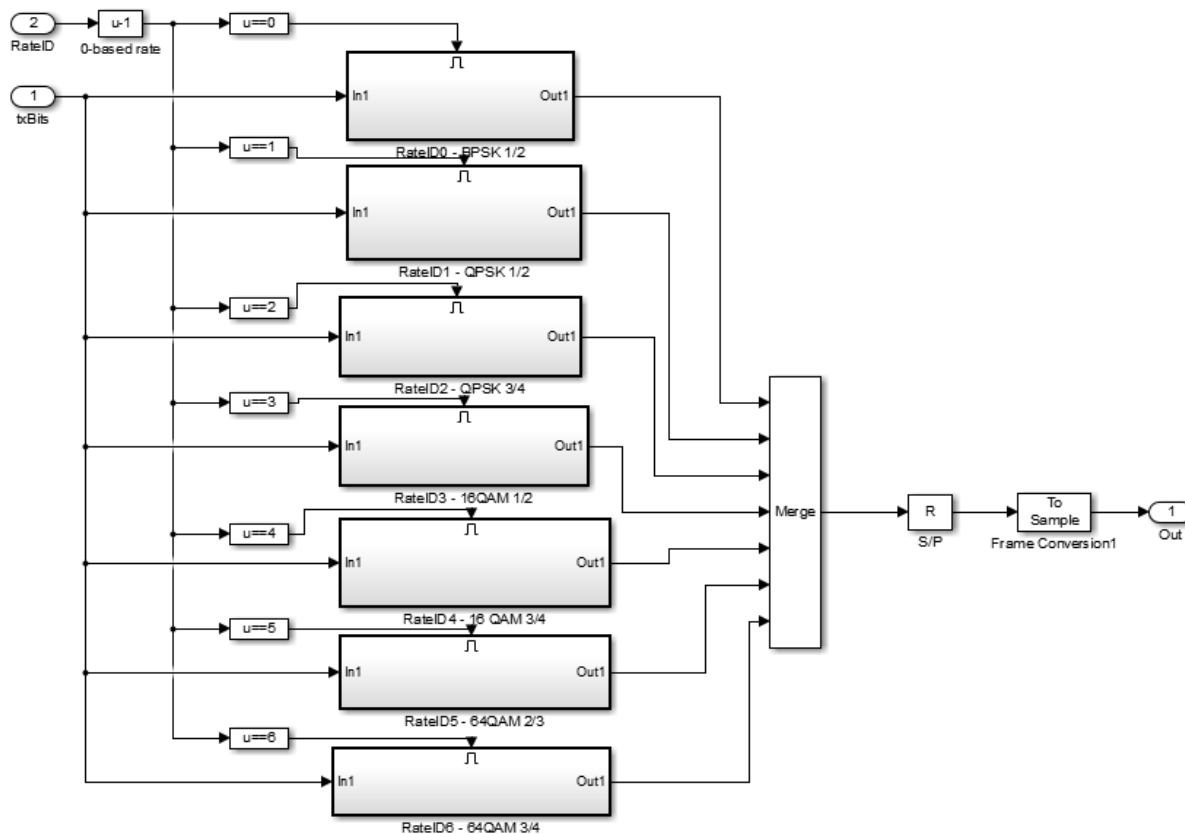 2
RateID
u-1
0-based rate
u==0
1
txBits
In1
Out1
RateID0 - BPSK 1/2
u==1
In1
Out1
RateID1 - QPSK 1/2
u==2
In1
Out1
RateID2 - QPSK 3/4
u==3
In1
Out1
RateID3 - 16QAM 1/2
u==4
In1
Out1
RateID4 - 16 QAM 3/4
u==5
In1
Out1
RateID5 - 64QAM 2/3
u==6
In1
Out1
RateID6 - 64QAM 3/4
Merge
R
S/P
To
Sample
Frame Conversion1
1
Out